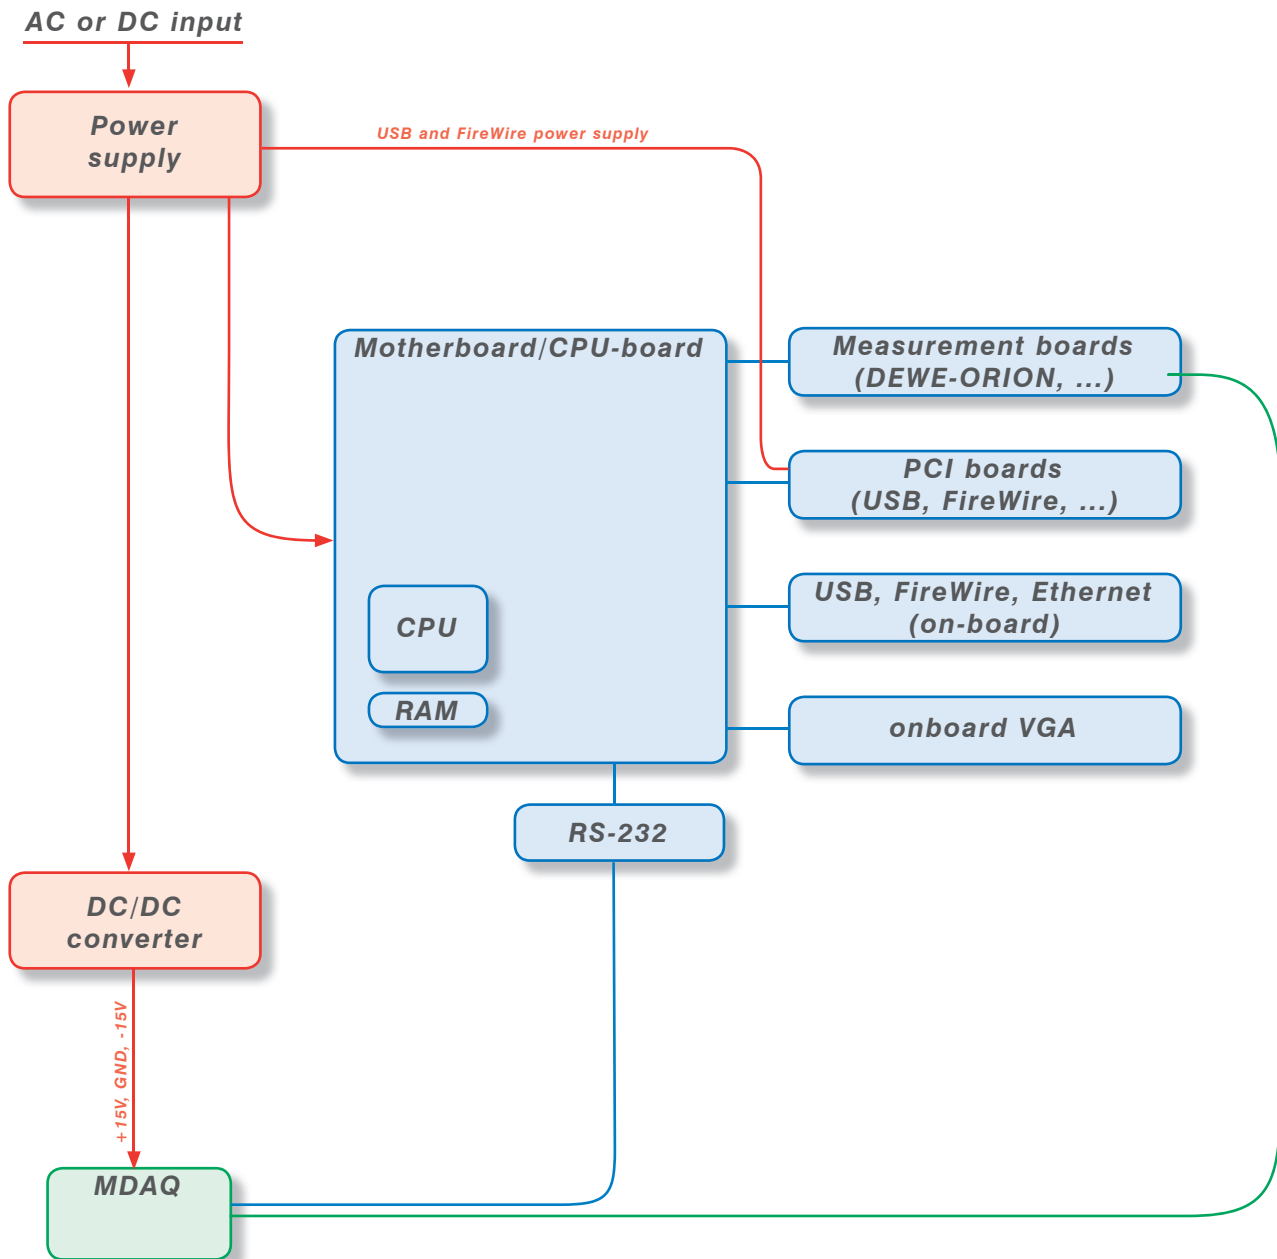 AC or DC input
Power
supply
USB and FireWire power supply
Motherboard/CPU-board
Measurement boards
(DEWE-ORION, ...)
PCI boards
(USB, FireWire, ...)
USB, FireWire, Ethernet
(on-board)
CPU
RAM
onboard VGA
RS-232
DC/DC
converter
+15V, GND, -15V
MDAQ